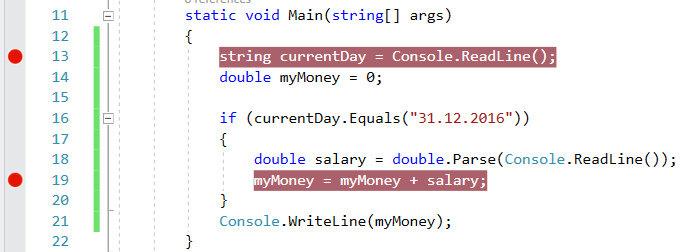 0 references
11 static void Main(string[] args)
12 {
13 string currentDay = Console.ReadLine();
14 double myMoney = 0;
15
16 if (currentDay.Equals("31.12.2016"))
17 {
18 double salary = double.Parse(Console.ReadLine());
19 myMoney = myMoney + salary;
20 }
21 Console.WriteLine(myMoney);
22 }